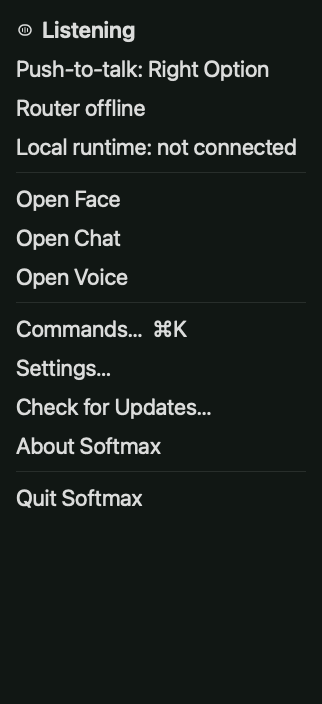 Listening
Push-to-talk: Right Option
Router offline
Local runtime: not connected
Open Face
Open Chat
Open Voice
Commands... ⌘K
Settings...
Check for Updates...
About Softmax
Quit Softmax